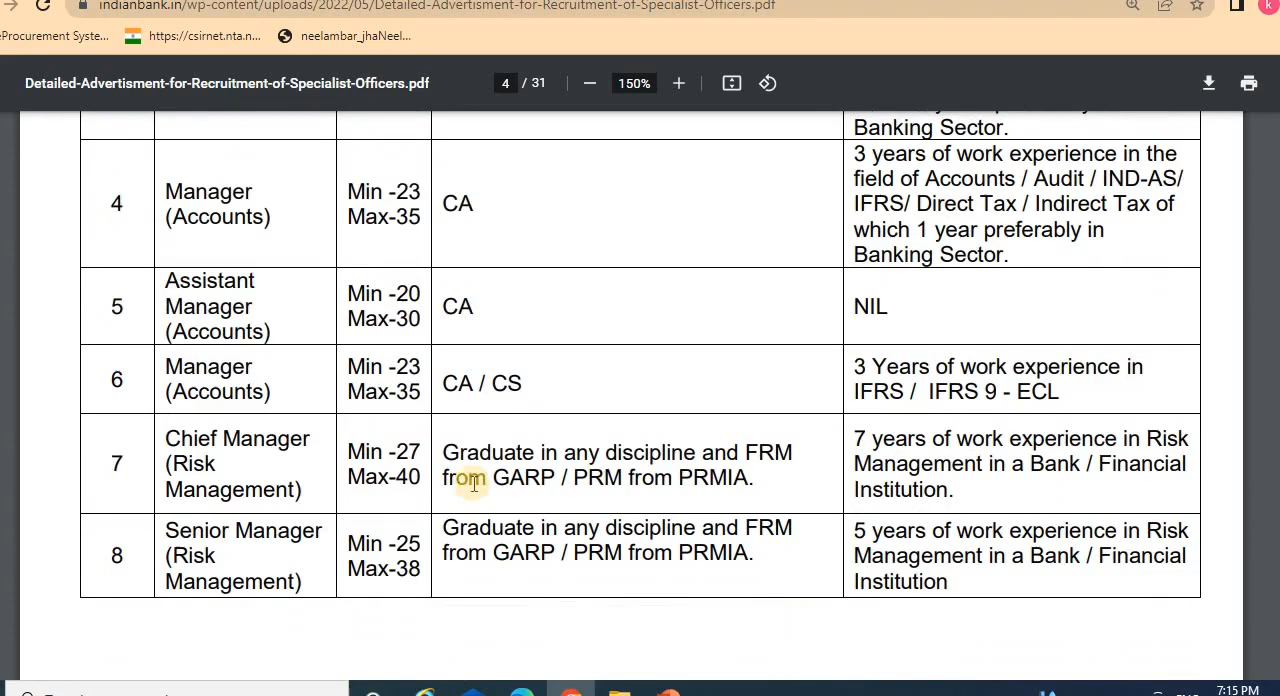 indianbank.in/wp-content/uploads/2022/05/Detailed-Advertisment-for-Recruitment-of-Specialist-Officers.pdf
k
eProcurement Syste...
https://csirnet.nta.n...
neelambar_jhaNeel...
Detailed-Advertisment-for-Recruitment-of-Specialist-Officers.pdf
4 / 31
150%
Banking Sector.
4
Manager
(Accounts)
Min -23
Max-35
CA
3 years of work experience in the
field of Accounts / Audit / IND-AS/
IFRS/ Direct Tax / Indirect Tax of
which 1 year preferably in
Banking Sector.
5
Assistant
Manager
(Accounts)
Min -20
Max-30
CA
NIL
6
Manager
(Accounts)
Min -23
Max-35
CA / CS
3 Years of work experience in
IFRS / IFRS 9 - ECL
7
Chief Manager
(Risk
Management)
Min -27
Max-40
Graduate in any discipline and FRM
from GARP / PRM from PRMIA.
7 years of work experience in Risk
Management in a Bank / Financial
Institution.
8
Senior Manager
(Risk
Management)
Min -25
Max-38
Graduate in any discipline and FRM
from GARP / PRM from PRMIA.
5 years of work experience in Risk
Management in a Bank / Financial
Institution
7:15 PM